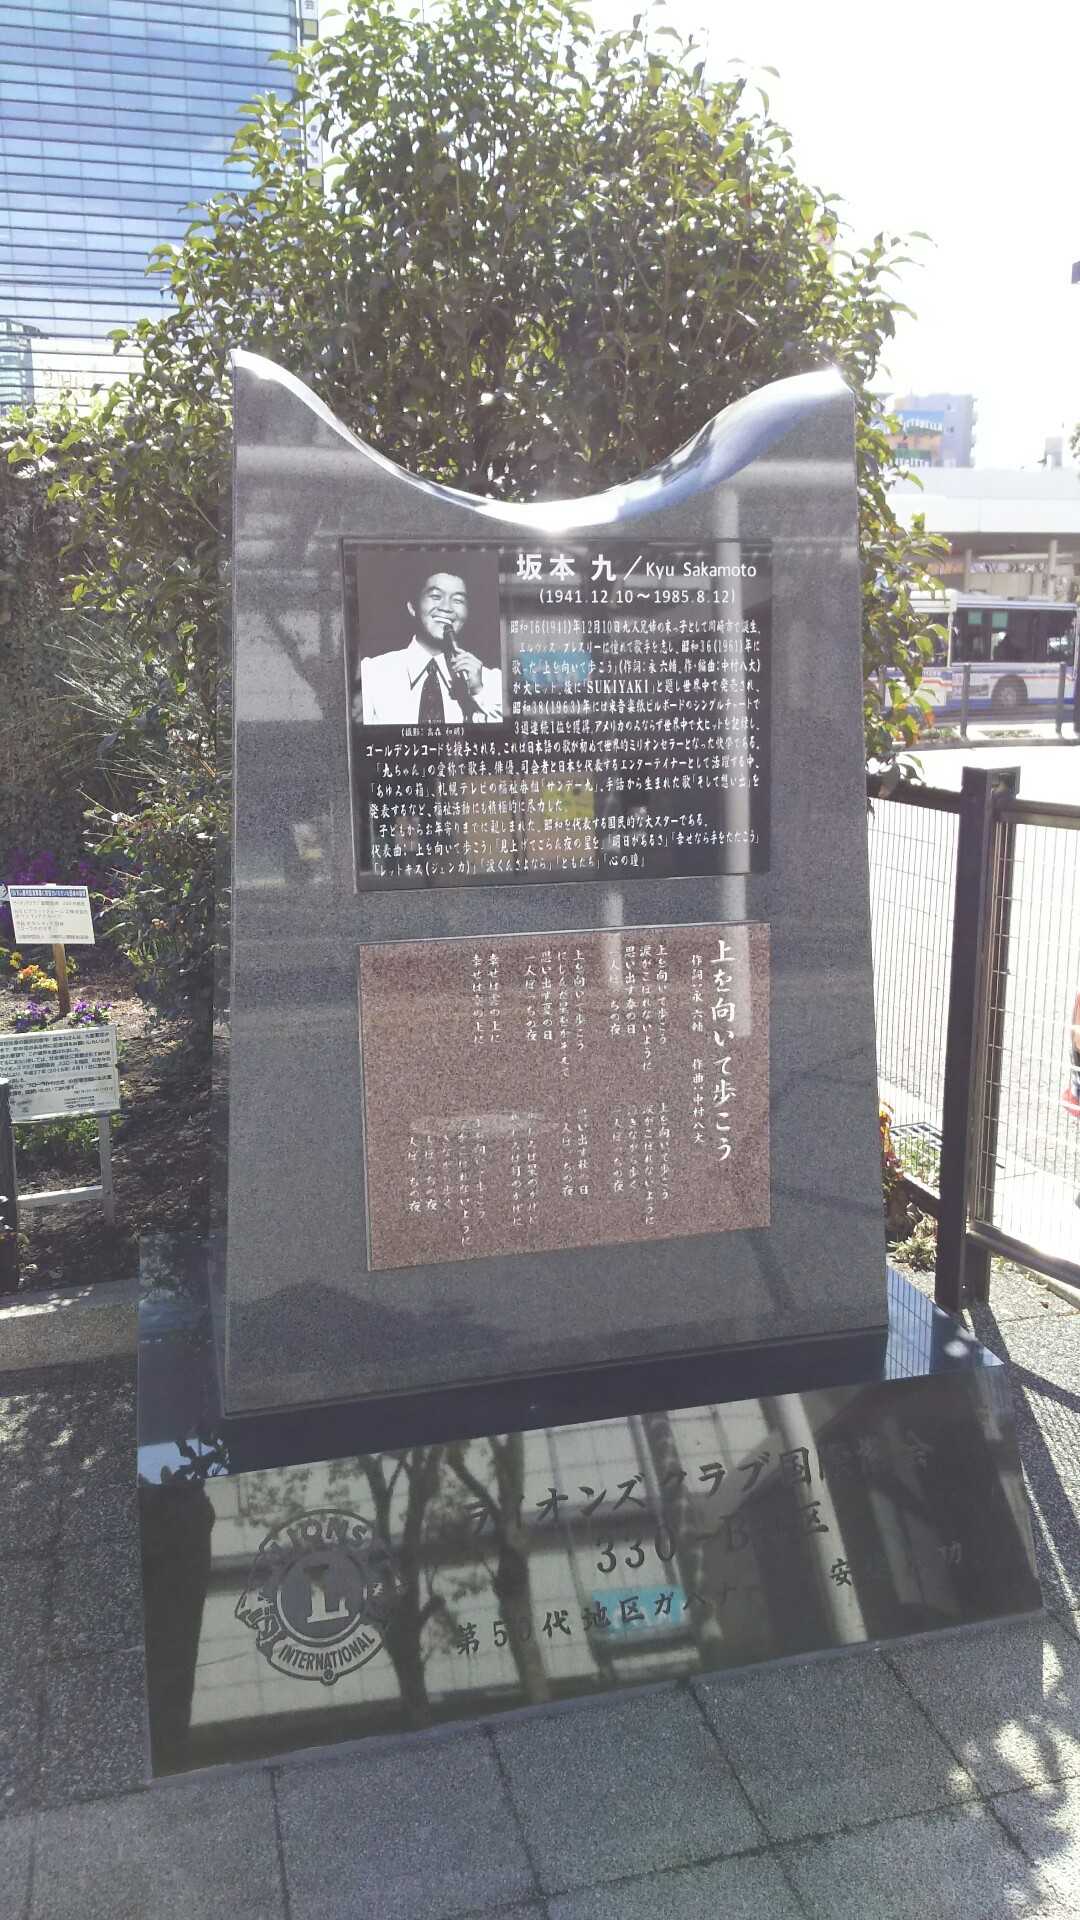 坂本 九／Kyu Sakamoto
(1941.12.10～1985.8.12)
昭和16(1941)年12月10日九人兄姉の末っ子として川崎市で誕生。
エルヴィス・プレスリーに憧れて歌手を志し、昭和36(1961)年に
歌った「上を向いて歩こう」(作詞：永 六輔、作・編曲：中村八大)
が大ヒット。後に「SUKIYAKI」と題し世界中で発売され、
昭和38(1963)年には米音楽紙ビルボードのシングルチャートで
3週連続1位を獲得。アメリカのみならず世界中で大ヒットを記録し、
(撮影：高森 和明)
ゴールデンレコードを授与される。これは日本語の歌が初めて世界的ミリオンセラーとなった快挙である。
「九ちゃん」の愛称で歌手、俳優、司会者と日本を代表するエンターテイナーとして活躍する中、
「あゆみの箱」、札幌テレビの福祉番組「サンデー九」、手話から生まれた歌「そして想い出」を
発表するなど、福祉活動にも積極的に尽力した。
子どもからお年寄りまでに親しまれた、昭和を代表する国民的な大スターである。
代表曲：「上を向いて歩こう」「見上げてごらん夜の星を」「明日があるさ」「幸せなら手をたたこう」
「レットキス(ジェンカ)」「涙くんさよなら」「ともだち」「心の瞳」
上を向いて歩こう
作詞：永 六輔 作曲：中村八大
上を向いて歩こう
涙がこぼれないように
思い出す春の日
一人ぼっちの夜
上を向いて歩こう
にじんだ星をかぞえて
思い出す夏の日
一人ぼっちの夜
幸せは雲の上に
幸せは空の上に
上を向いて歩こう
涙がこぼれないように
泣きながら歩く
一人ぼっちの夜
思い出す秋の日
一人ぼっちの夜
悲しみは星のかげに
悲しみは月のかげに
上を向いて歩こう
涙がこぼれないように
泣きながら歩く
一人ぼっちの夜
一人ぼっちの夜
LIONS
L
INTERNATIONAL
ライオンズクラブ国際協会
330-B地区
第50代地区ガバナー
安
功